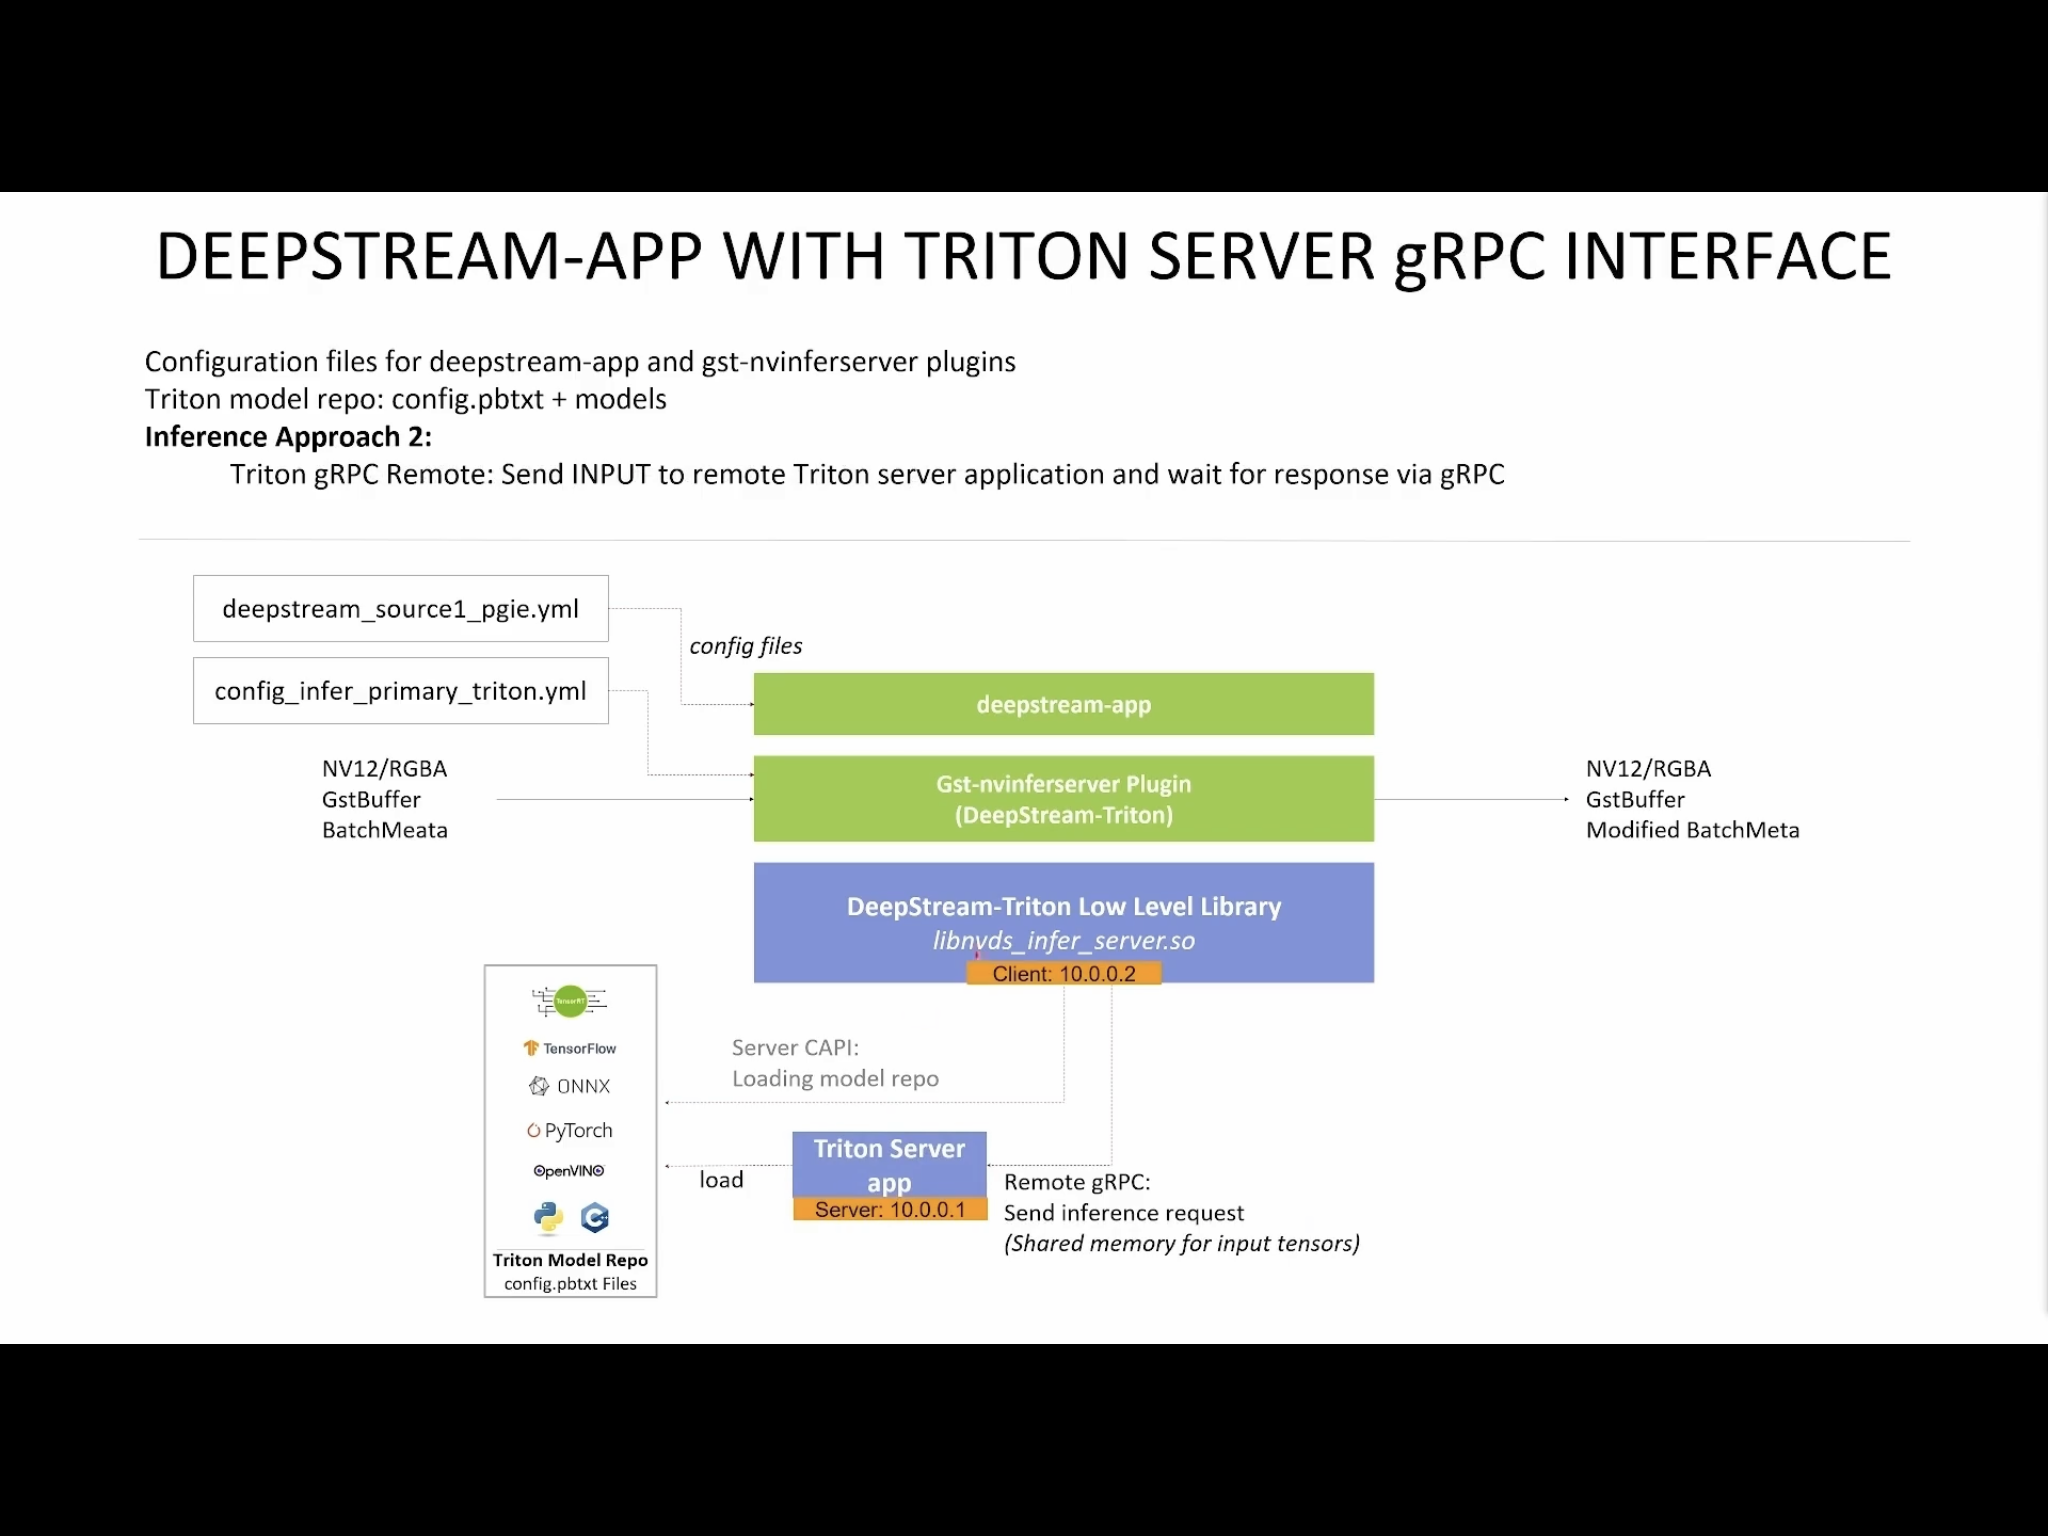 DEEPSTREAM-APP WITH TRITON SERVER gRPC INTERFACE
Configuration files for deepstream-app and gst-nvinferserver plugins
Triton model repo: config.pbtxt + models
Inference Approach 2:
Triton gRPC Remote: Send INPUT to remote Triton server application and wait for response via gRPC
deepstream_source1_pgie.yml
config files
config_infer_primary_triton.yml
deepstream-app
NV12/RGBA
GstBuffer
BatchMeata
Gst-nvinferserver Plugin
(DeepStream-Triton)
NV12/RGBA
GstBuffer
Modified BatchMeta
DeepStream-Triton Low Level Library
libnvds_infer_server.so
Client: 10.0.0.2
TensorRT
TensorFlow
ONNX
PyTorch
OpenVINO
Triton Model Repo
config.pbtxt Files
Server CAPI:
Loading model repo
load
Triton Server
app
Server: 10.0.0.1
Remote gRPC:
Send inference request
(Shared memory for input tensors)